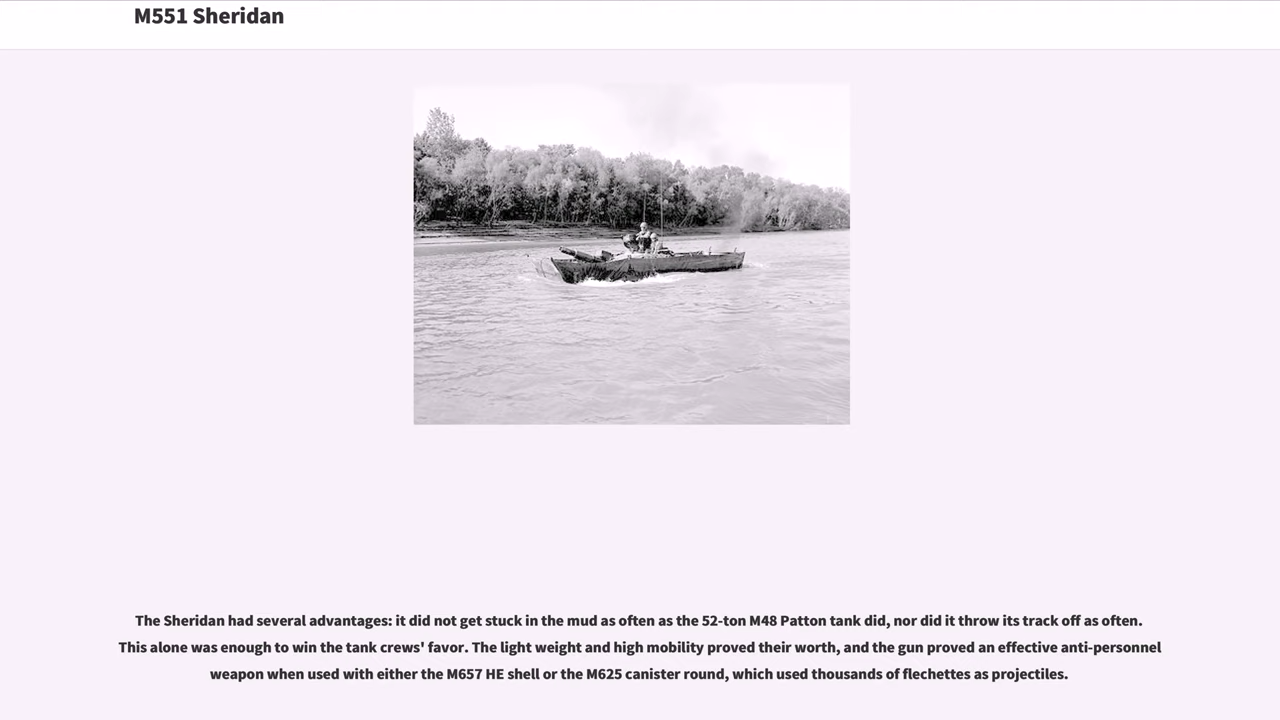 M551 Sheridan
The Sheridan had several advantages: it did not get stuck in the mud as often as the 52-ton M48 Patton tank did, nor did it throw its track off as often.
This alone was enough to win the tank crews' favor. The light weight and high mobility proved their worth, and the gun proved an effective anti-personnel
weapon when used with either the M657 HE shell or the M625 canister round, which used thousands of flechettes as projectiles.